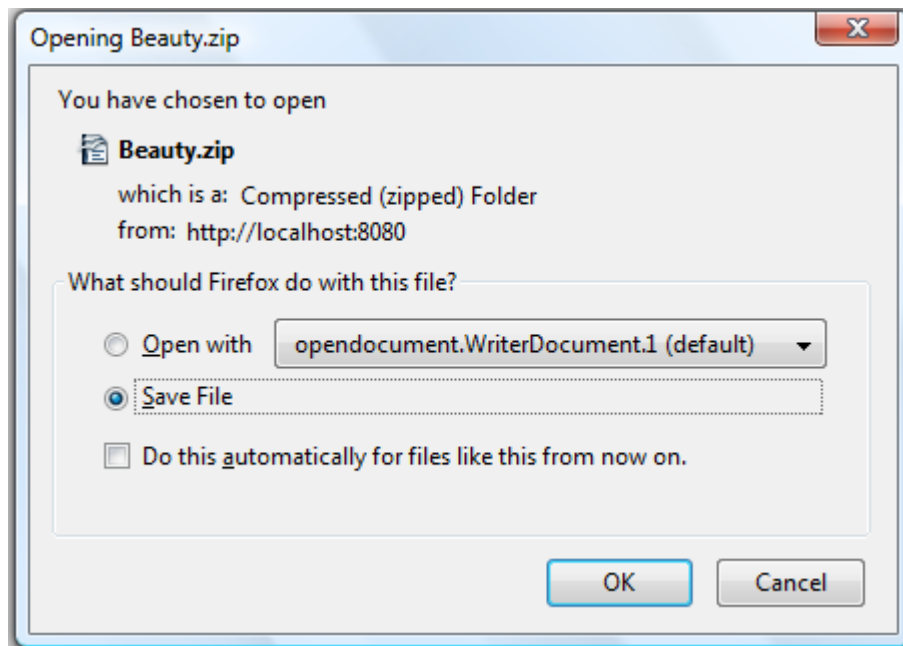 Opening Beauty.zip
You have chosen to open
Beauty.zip
which is a: Compressed (zipped) Folder
from: http://localhost:8080
What should Firefox do with this file?
Open with opendocument.WriterDocument.1 (default)
Save File
Do this automatically for files like this from now on.
OK Cancel